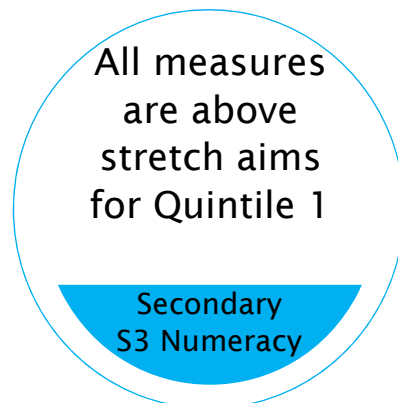 All measures
are above
stretch aims
for Quintile 1
Secondary
S3 Numeracy